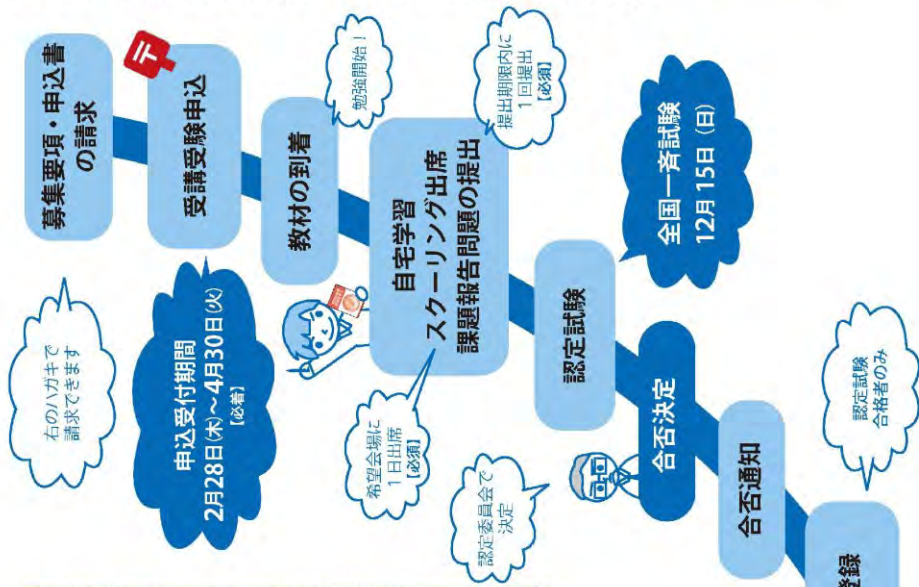 募集要項・申込書
の請求
右のハガキで
請求できます
〒
受講受験申込
申込受付期間
2月28日(木)～4月30日(火)
【必着】
教材の到着
勉強開始！
自宅学習
スクーリング出席
課題報告問題の提出
希望会場に
1日出席
【必須】
提出期限内に
1回提出
【必須】
認定試験
全国一斉試験
12月15日（日）
合否決定
認定委員会で
決定
合否通知
認定試験
合格者のみ
登録